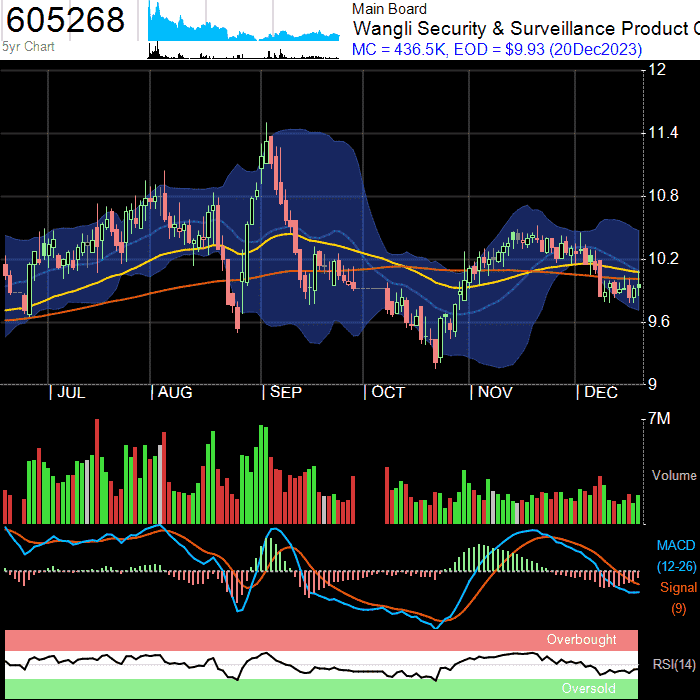 605268
5yr Chart
Main Board
Wangli Security & Surveillance Product C
MC = 436.5K, EOD = $9.93 (20Dec2023)
12
11.4
10.8
10.2
9.6
9
| JUL | AUG | SEP | OCT | NOV | DEC
7M
Volume
MACD
(12-26)
Signal
(9)
Overbought
RSI(14)
Oversold